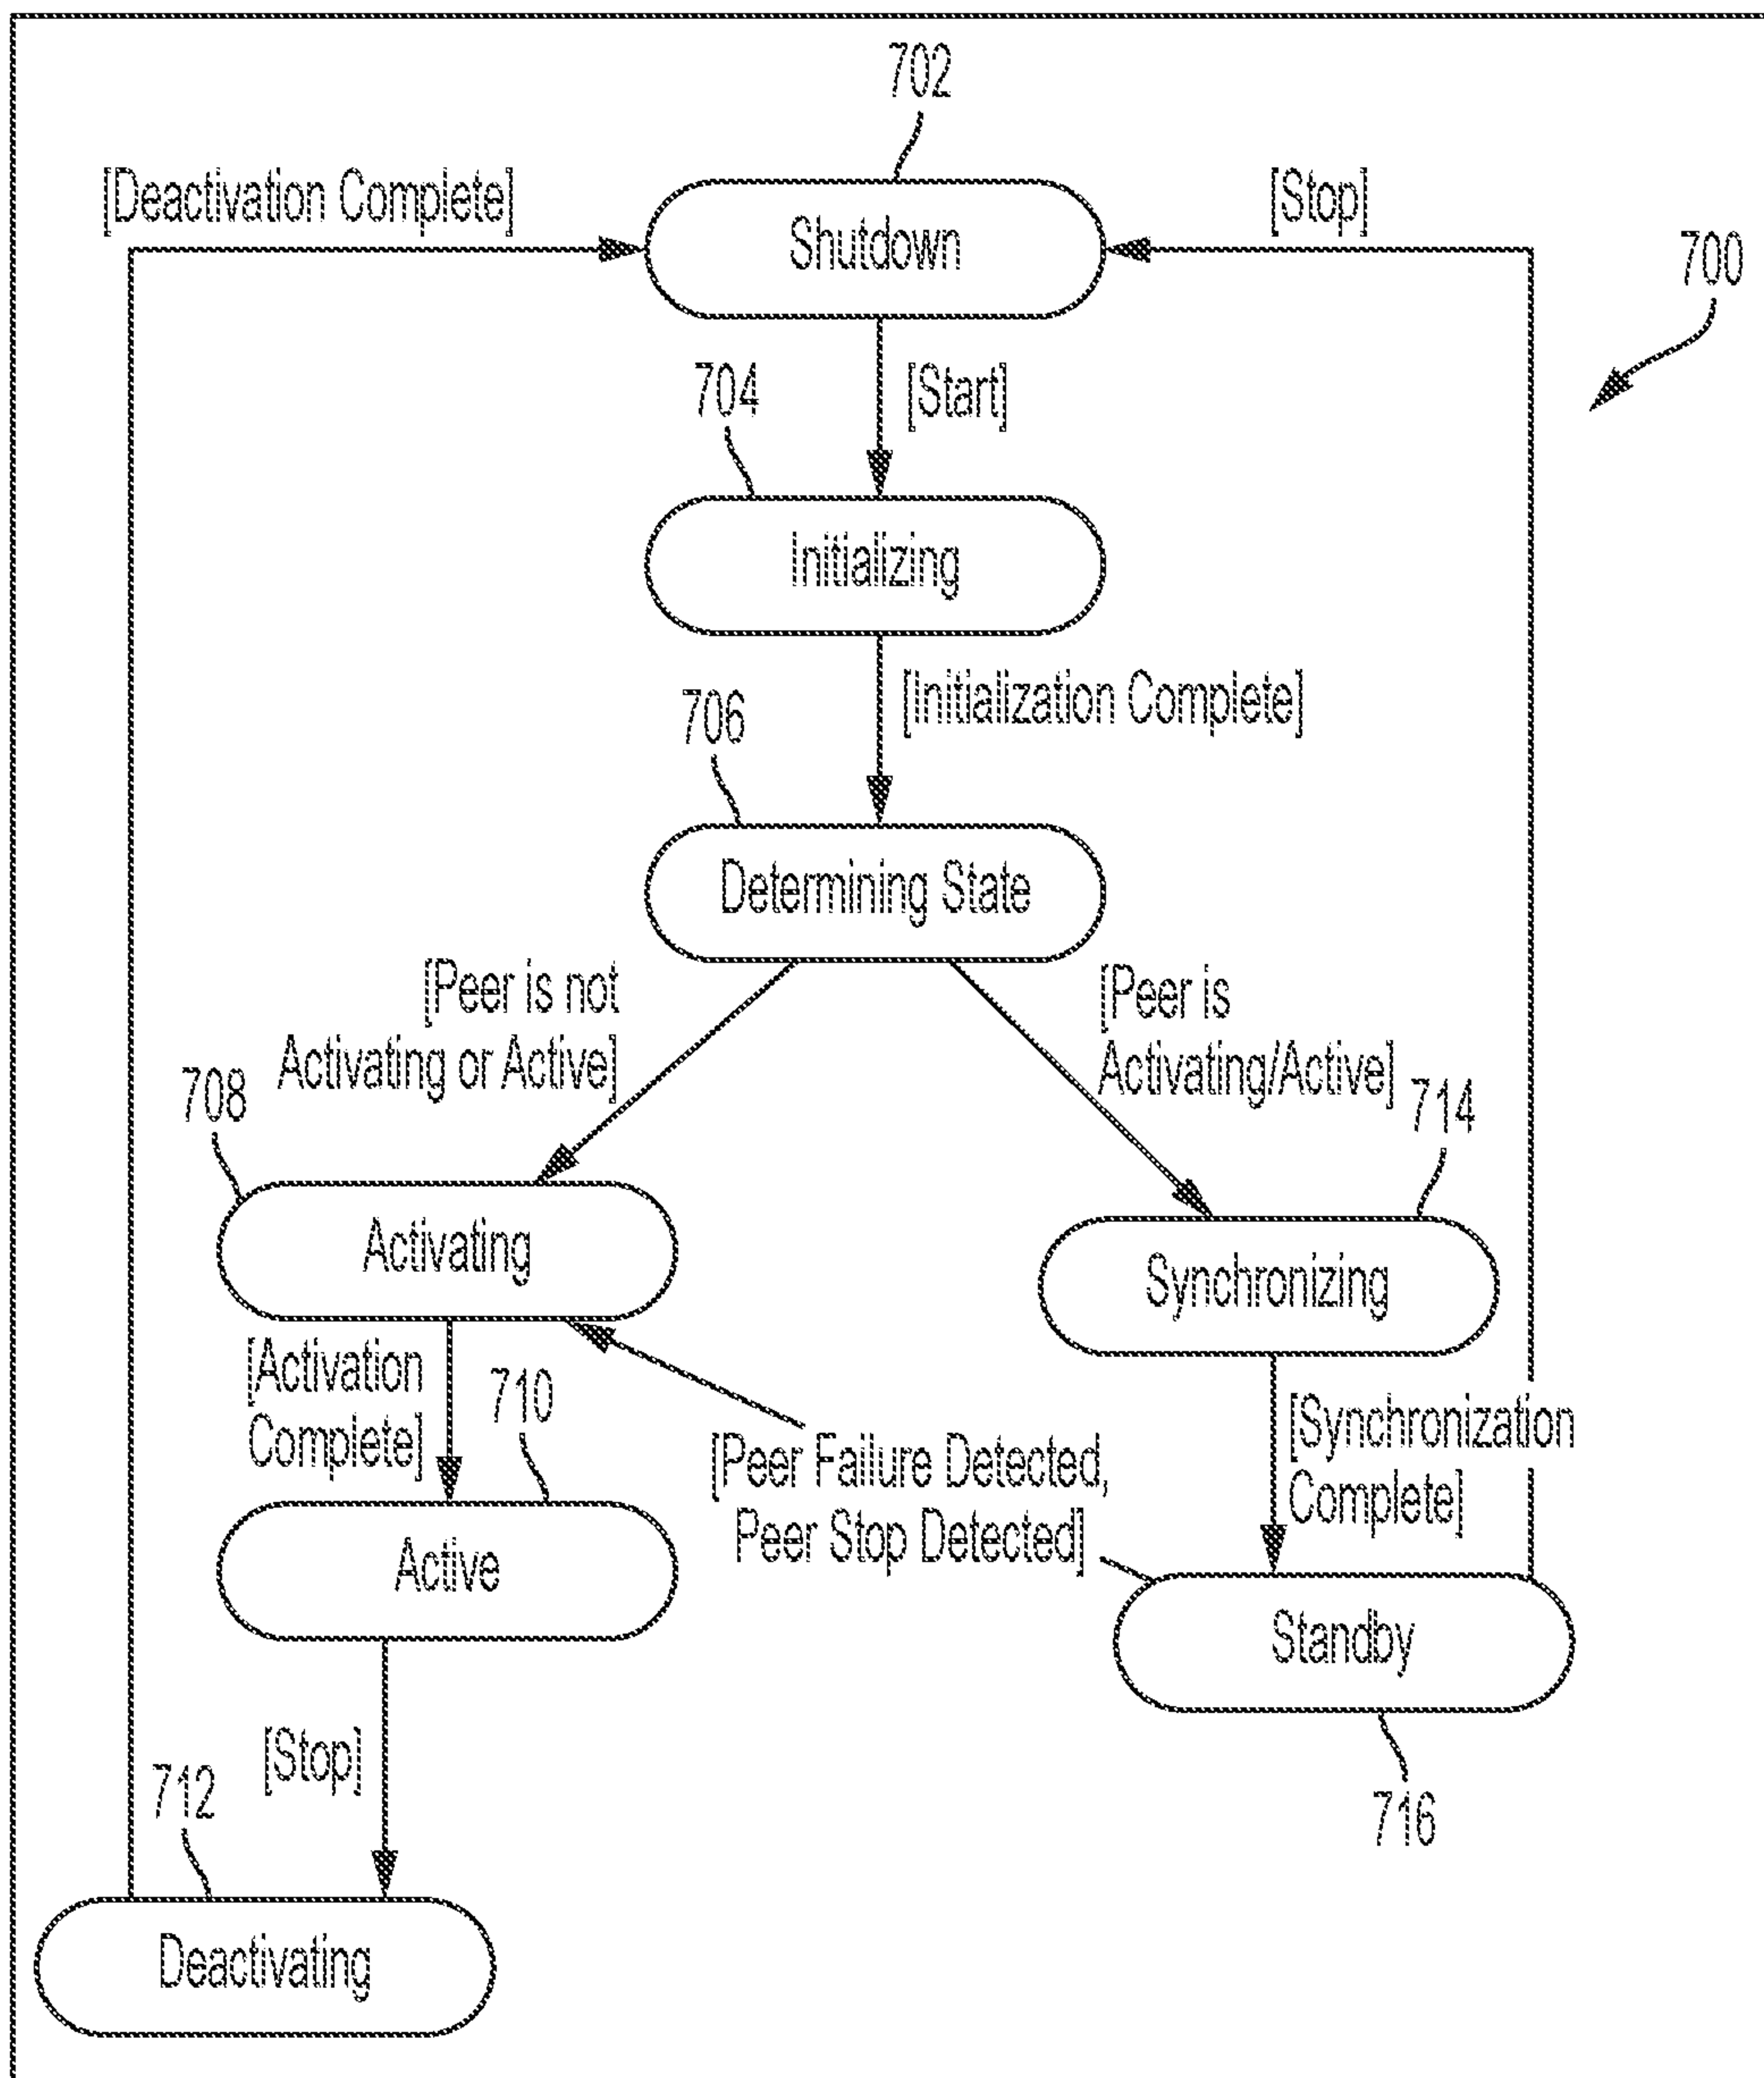 702
[Deactivation Complete]
[Stop]
Shutdown
700
704
[Start]
Initializing
706
[Initialization Complete]
Determining State
[Peer is not
Activating or Active]
[Peer is
Activating/Active]
708
714
Activating
Synchronizing
[Activation
Complete]
710
[Peer Failure Detected,
Peer Stop Detected]
[Synchronization
Complete]
Active
Standby
[Stop]
712
716
Deactivating